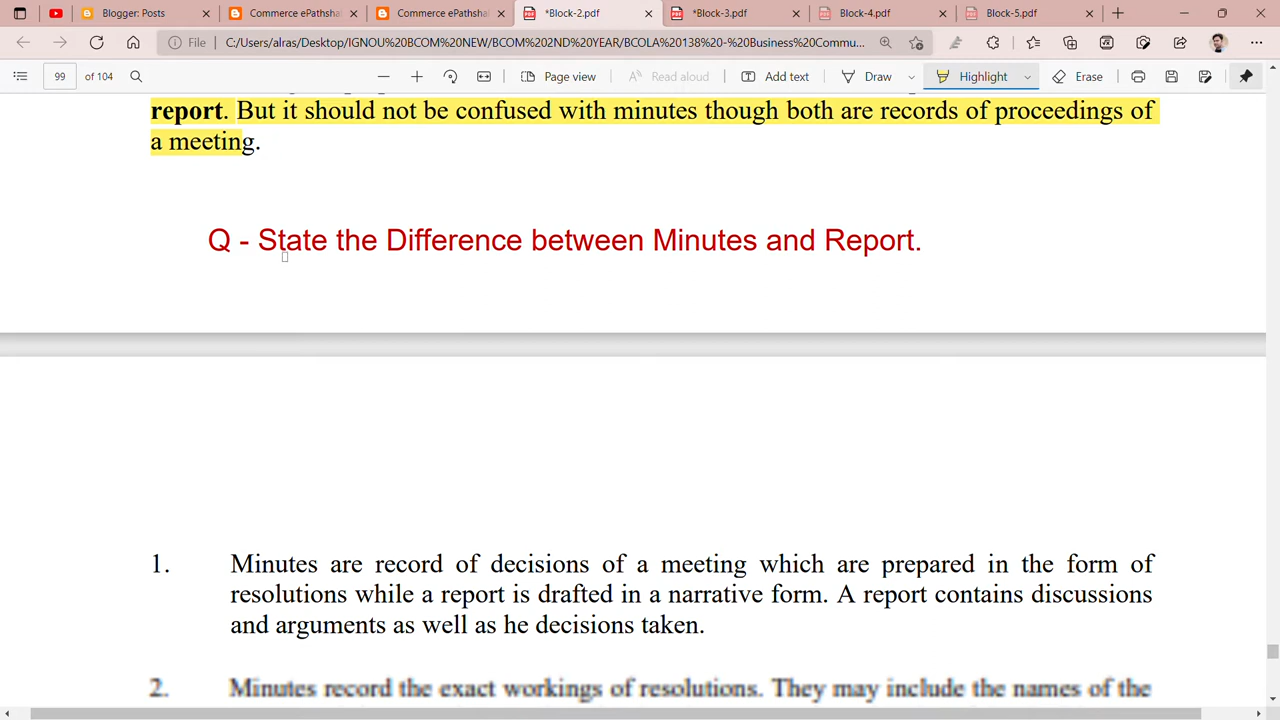 Blogger: Posts
Commerce ePathsha
Commerce ePathsha
*Block-2.pdf
*Block-3.pdf
Block-4.pdf
Block-5.pdf
File
C:/Users/alras/Desktop/IGNOU%20BCOM%20NEW/BCOM%202ND%20YEAR/BCOLA%20138%20-%20Business%20Commu...
99 of 104
Page view
Read aloud
Add text
Draw
Highlight
Erase
report. But it should not be confused with minutes though both are records of proceedings of
a meeting.
Q - State the Difference between Minutes and Report.
1. Minutes are record of decisions of a meeting which are prepared in the form of
resolutions while a report is drafted in a narrative form. A report contains discussions
and arguments as well as he decisions taken.
2. Minutes record the exact workings of resolutions. They may include the names of the